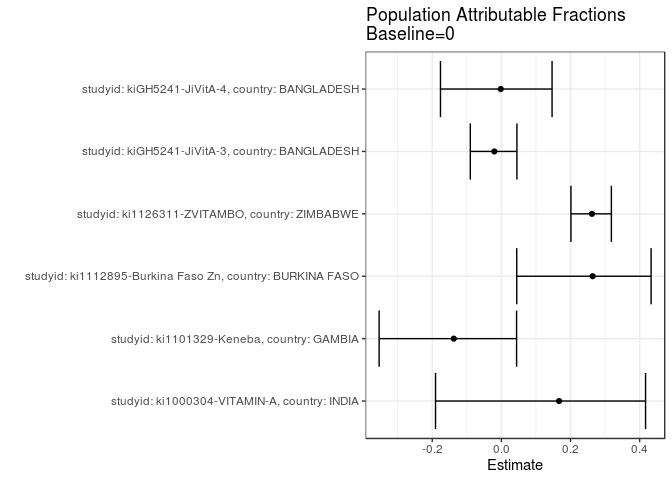 Population Attributable Fractions
Baseline=0
studyid: kiGH5241-JiVitA-4, country: BANGLADESH
studyid: kiGH5241-JiVitA-3, country: BANGLADESH
studyid: ki1126311-ZVITAMBO, country: ZIMBABWE
studyid: ki1112895-Burkina Faso Zn, country: BURKINA FASO
studyid: ki1101329-Keneba, country: GAMBIA
studyid: ki1000304-VITAMIN-A, country: INDIA
-0.2 0.0 0.2 0.4
Estimate